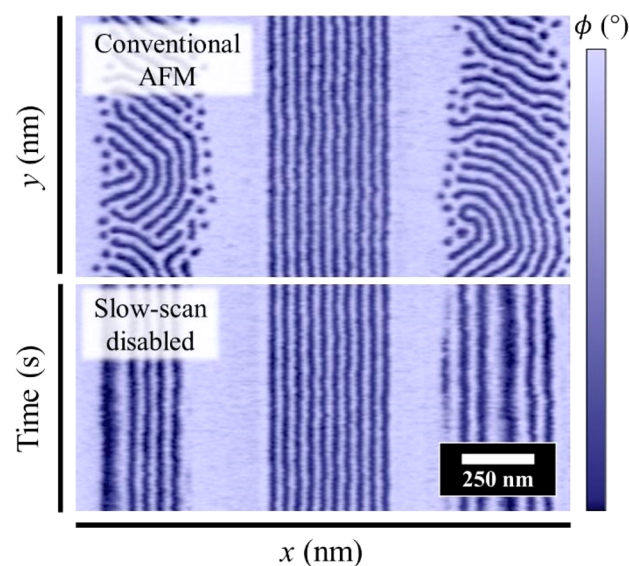 ϕ (°)
Conventional
AFM
y (nm)
Slow-scan
disabled
Time (s)
250 nm
x (nm)